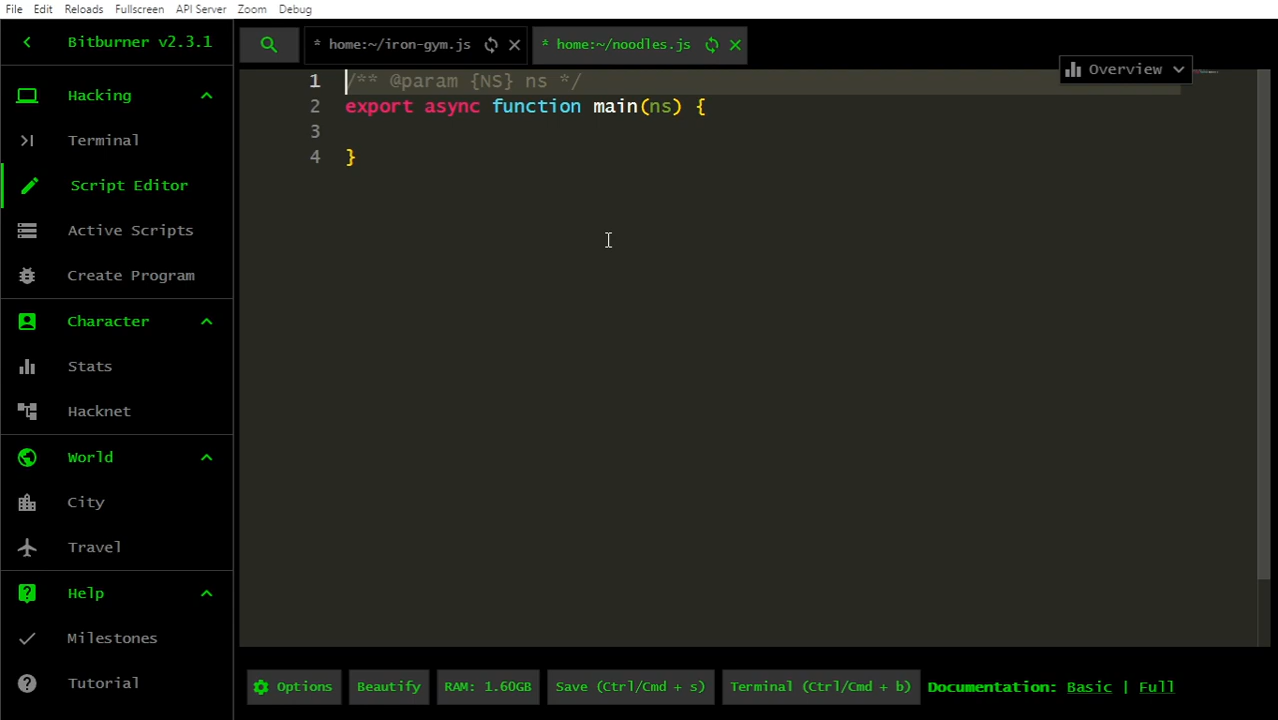 File Edit Reloads Fullscreen API Server Zoom Debug
Bitburner v2.3.1
* home:~/iron-gym.js
* home:~/noodles.js
Overview
Hacking
Terminal
Script Editor
Active Scripts
Create Program
Character
Stats
Hacknet
World
City
Travel
Help
Milestones
Tutorial
1 /** @param {NS} ns */
2 export async function main(ns) {
3
4 }
Options Beautify RAM: 1.60GB Save (Ctrl/Cmd + s) Terminal (Ctrl/Cmd + b) Documentation: Basic | Full